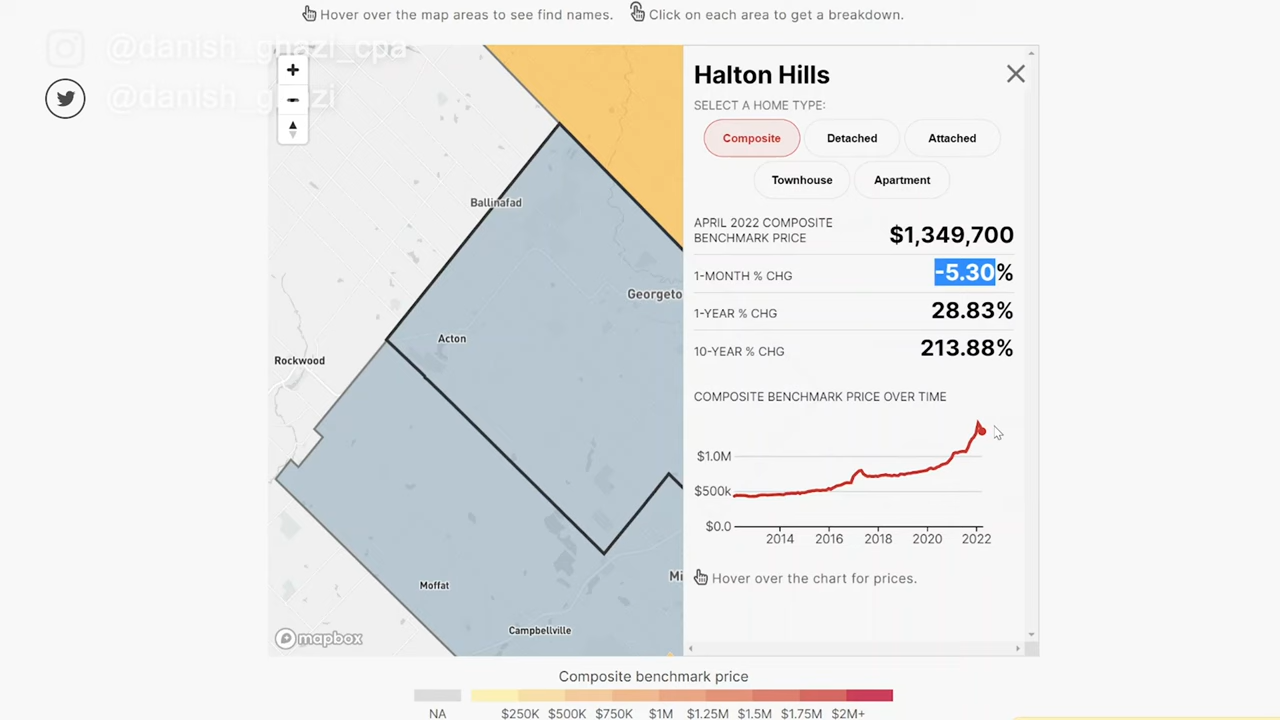 Hover over the map areas to see find names. Click on each area to get a breakdown.
@danish_ghazi_cpa
@danish_ghazi
+
-
Ballinafad
Georgeto
Acton
Rockwood
Moffat
Mi
Campbellville
mapbox
Halton Hills
SELECT A HOME TYPE:
Composite Detached Attached
Townhouse Apartment
APRIL 2022 COMPOSITE
BENCHMARK PRICE $1,349,700
1-MONTH % CHG -5.30%
1-YEAR % CHG 28.83%
10-YEAR % CHG 213.88%
COMPOSITE BENCHMARK PRICE OVER TIME
$1.0M
$500k
$0.0
2014 2016 2018 2020 2022
Hover over the chart for prices.
Composite benchmark price
NA $250K $500K $750K $1M $1.25M $1.5M $1.75M $2M+